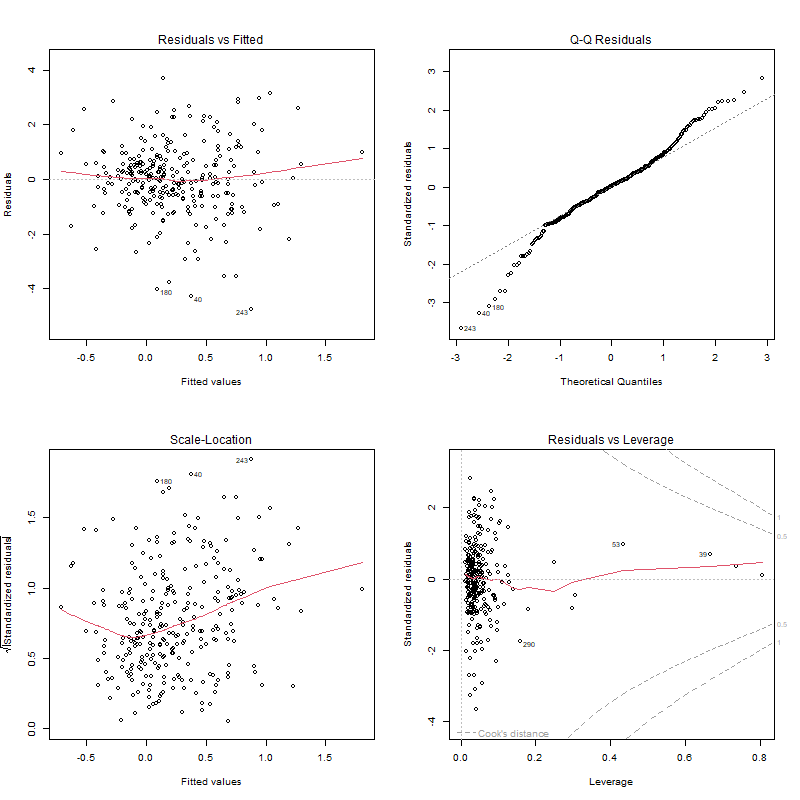 Residuals vs Fitted
Residuals
4
2
0
-2
-4
180
40
243
-0.5 0.0 0.5 1.0 1.5
Fitted values
Q-Q Residuals
Standardized residuals
3
2
1
0
-1
-2
-3
180
40
243
-3 -2 -1 0 1 2 3
Theoretical Quantiles
Scale-Location
√|Standardized residuals|
1.5
1.0
0.5
0.0
243
40
180
-0.5 0.0 0.5 1.0 1.5
Fitted values
Residuals vs Leverage
Standardized residuals
2
0
-2
-4
1
0.5
53
39
290
0.5
1
Cook's distance
0.0 0.2 0.4 0.6 0.8
Leverage